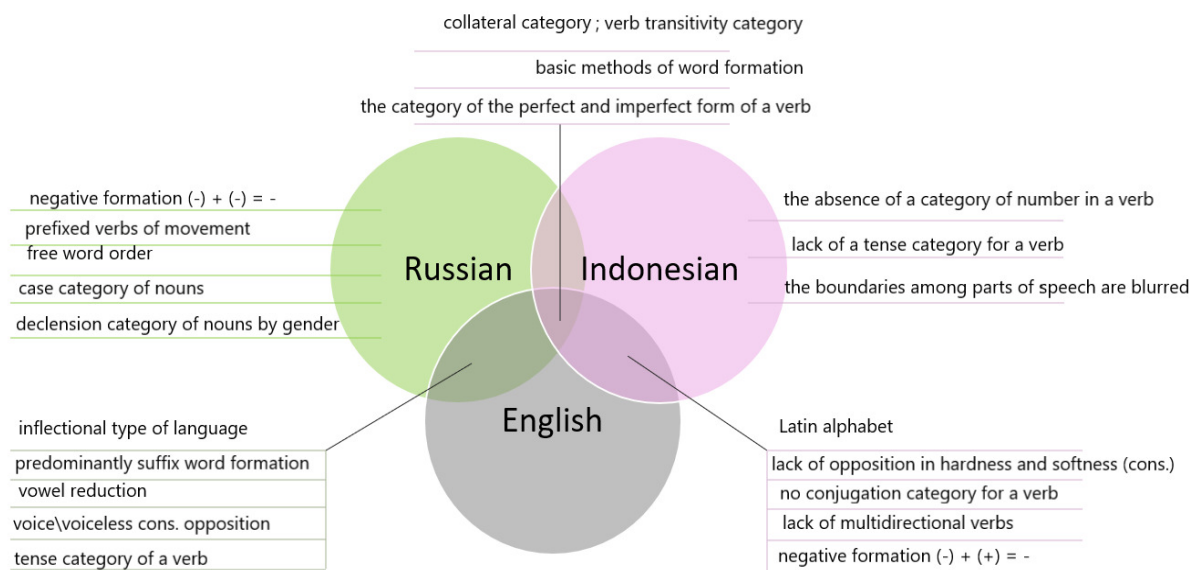 collateral category ; verb transitivity category
basic methods of word formation
the category of the perfect and imperfect form of a verb
negative formation (-) + (-) = -
prefixed verbs of movement
free word order
case category of nouns
declension category of nouns by gender
Russian
Indonesian
English
the absence of a category of number in a verb
lack of a tense category for a verb
the boundaries among parts of speech are blurred
inflectional type of language
predominantly suffix word formation
vowel reduction
voice\voiceless cons. opposition
tense category of a verb
Latin alphabet
lack of opposition in hardness and softness (cons.)
no conjugation category for a verb
lack of multidirectional verbs
negative formation (-) + (+) = -